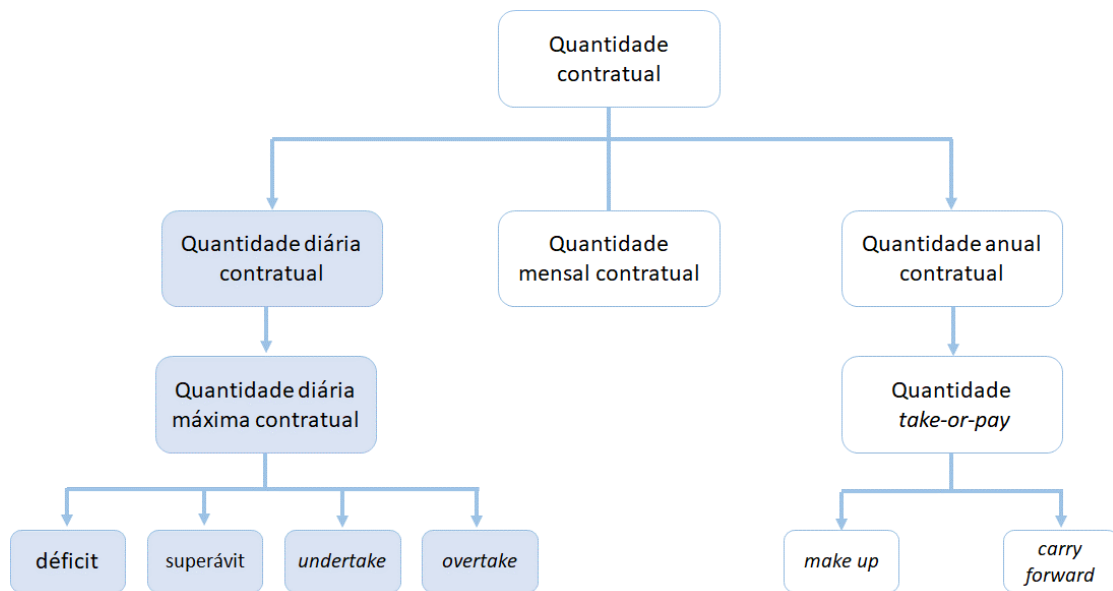 Quantidade
contratual
Quantidade diária
contratual
Quantidade
mensal contratual
Quantidade anual
contratual
Quantidade diária
máxima contratual
Quantidade
take-or-pay
déficit
superávit
undertake
overtake
make up
carry
forward